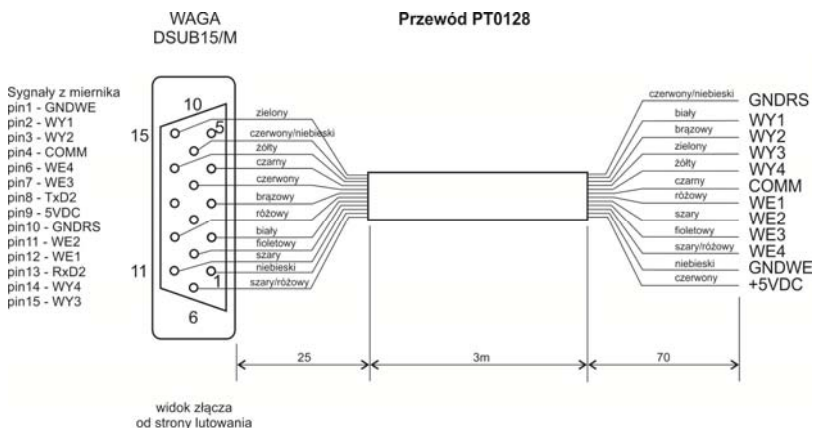 WAGA
DSUB15/M
Przewód PT0128
Sygnały z miernika
pin1 - GNDWE
pin2 - WY1
pin3 - WY2
pin4 - COMM
pin6 - WE4
pin7 - WE3
pin8 - TxD2
pin9 - 5VDC
pin10 - GNDRS
pin11 - WE2
pin12 - WE1
pin13 - RxD2
pin14 - WY4
pin15 - WY3
10
15
5
11
1
6
zielony
czerwony/niebieski
żółty
czarny
czerwony
brązowy
różowy
biały
fioletowy
szary
niebieski
szary/różowy
czerwony/niebieski GNDRS
biały WY1
brązowy WY2
zielony WY3
żółty WY4
czarny COMM
różowy WE1
szary WE2
fioletowy WE3
szary/różowy WE4
niebieski GNDWE
czerwony +5VDC
25
3m
70
widok złącza
od strony lutowania